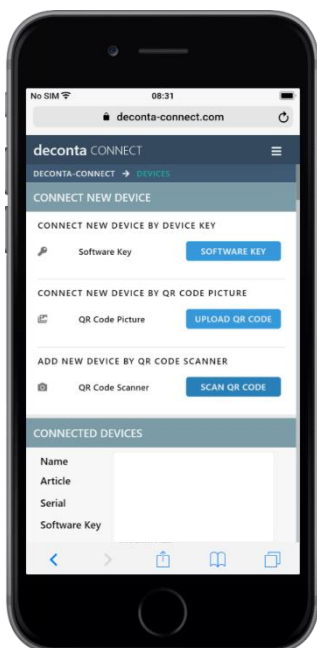 No SIM 08:31
deconta-connect.com
deconta CONNECT
DECONTA-CONNECT → DEVICES
CONNECT NEW DEVICE
CONNECT NEW DEVICE BY DEVICE KEY
Software Key SOFTWARE KEY
CONNECT NEW DEVICE BY QR CODE PICTURE
QR Code Picture UPLOAD QR CODE
ADD NEW DEVICE BY QR CODE SCANNER
QR Code Scanner SCAN QR CODE
CONNECTED DEVICES
Name
Article
Serial
Software Key